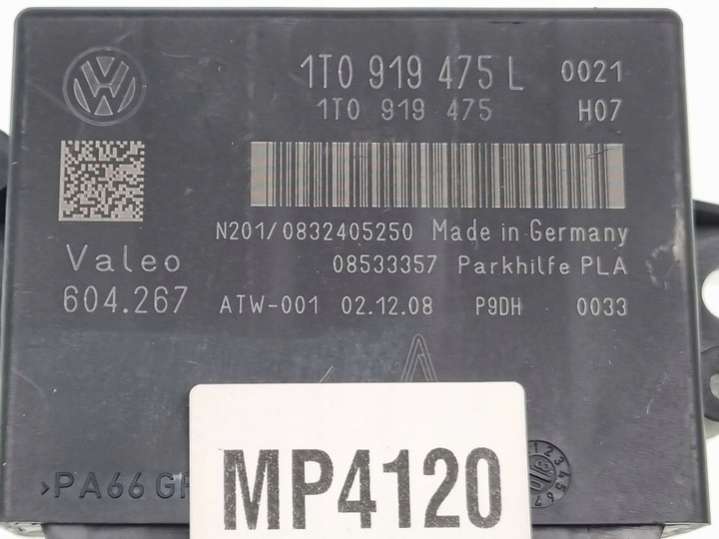 1T0 919 475 L 0021
1T0 919 475 H07
N201/0832405250 Made in Germany
Valeo 08533357 Parkhilfe PLA
604.267 ATW-001 02.12.08 P9DH 0033
>PA66 GF
MP4120